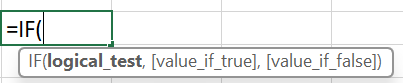 =IF(
IF(logical_test, [value_if_true], [value_if_false])